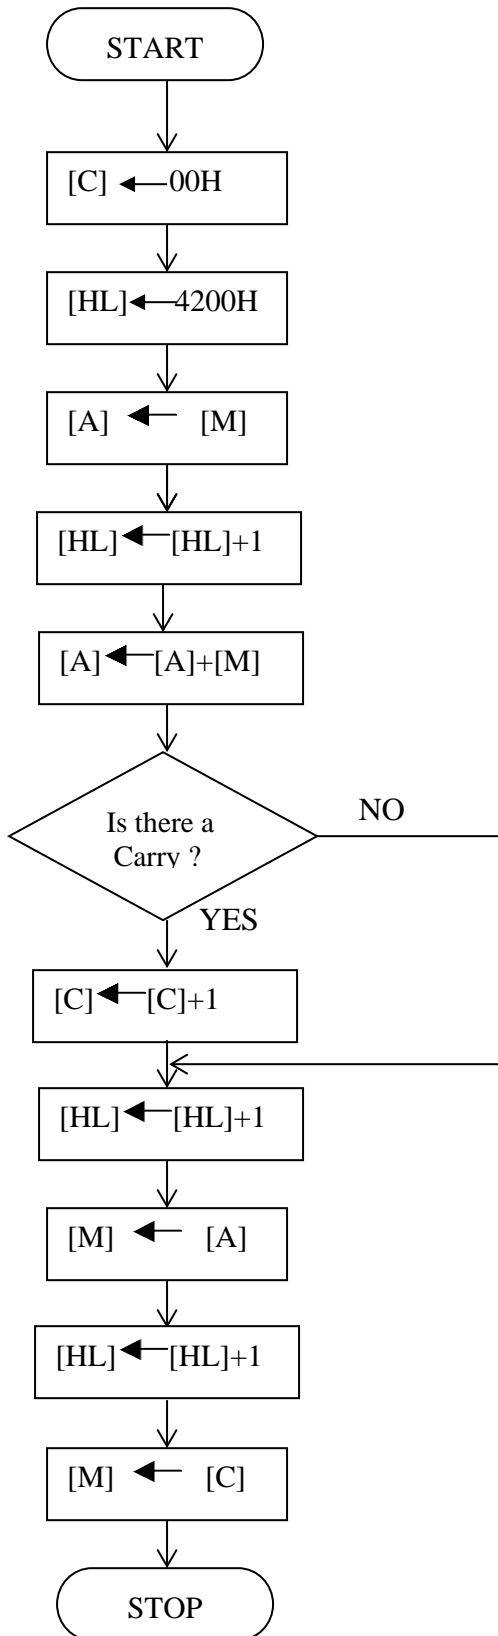 START
[C] 00H
[HL] 4200H
[A] [M]
[HL] [HL]+1
[A] [A]+[M]
Is there a
Carry ?
NO
YES
[C] [C]+1
[HL] [HL]+1
[M] [A]
[HL] [HL]+1
[M] [C]
STOP